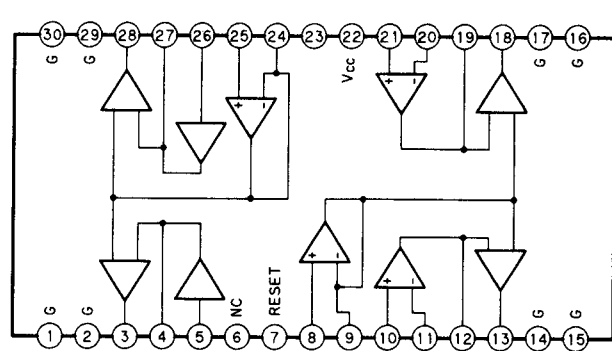 30 29 28 27 26 25 24 23 22 21 20 19 18 17 16
G G Vcc G G
+ - + -
+ - + -
G G NC RESET G G
1 2 3 4 5 6 7 8 9 10 11 12 13 14 15